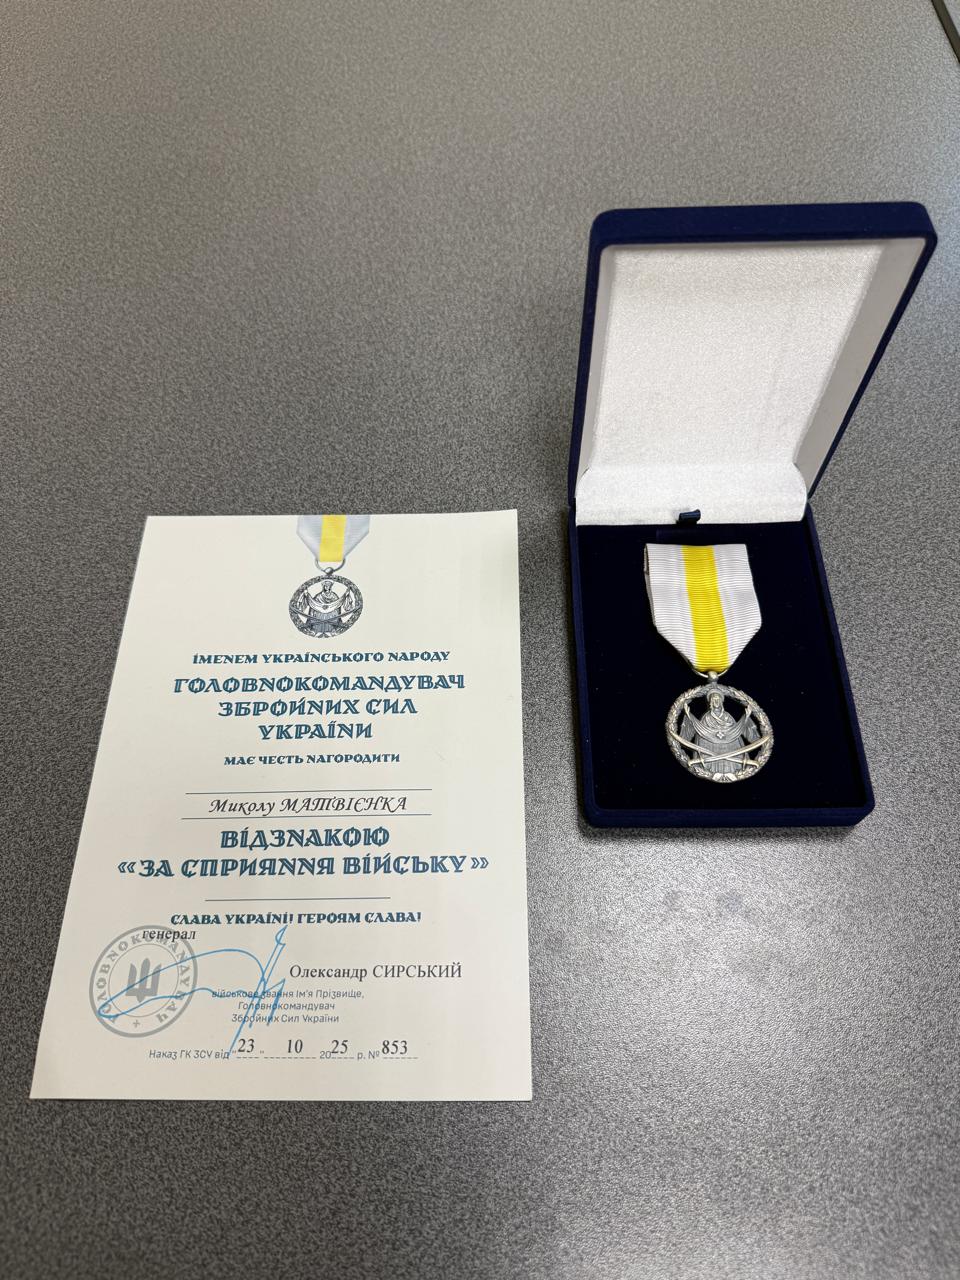 ІМЕНЕМ УКРАЇНСЬКОГО НАРОДУ
ГОЛОВНОКОМАНДУВАЧ
ЗБРОЙНИХ СИЛ
УКРАЇНИ
МАЄ ЧЕСТЬ НАГОРОДИТИ
Миколу МАТВІЄНКА
ВІДЗНАКОЮ
«ЗА СПРИЯННЯ ВІЙСЬКУ»
СЛАВА УКРАЇНІ! ГЕРОЯМ СЛАВА!
генерал
ГОЛОВНОКОМАНДУВАЧ
Олександр СИРСЬКИЙ
військове звання Ім'я Прізвище,
Головнокомандувач
Збройних Сил України
Наказ ГК ЗСУ від "23" 10 2025 р. № 853